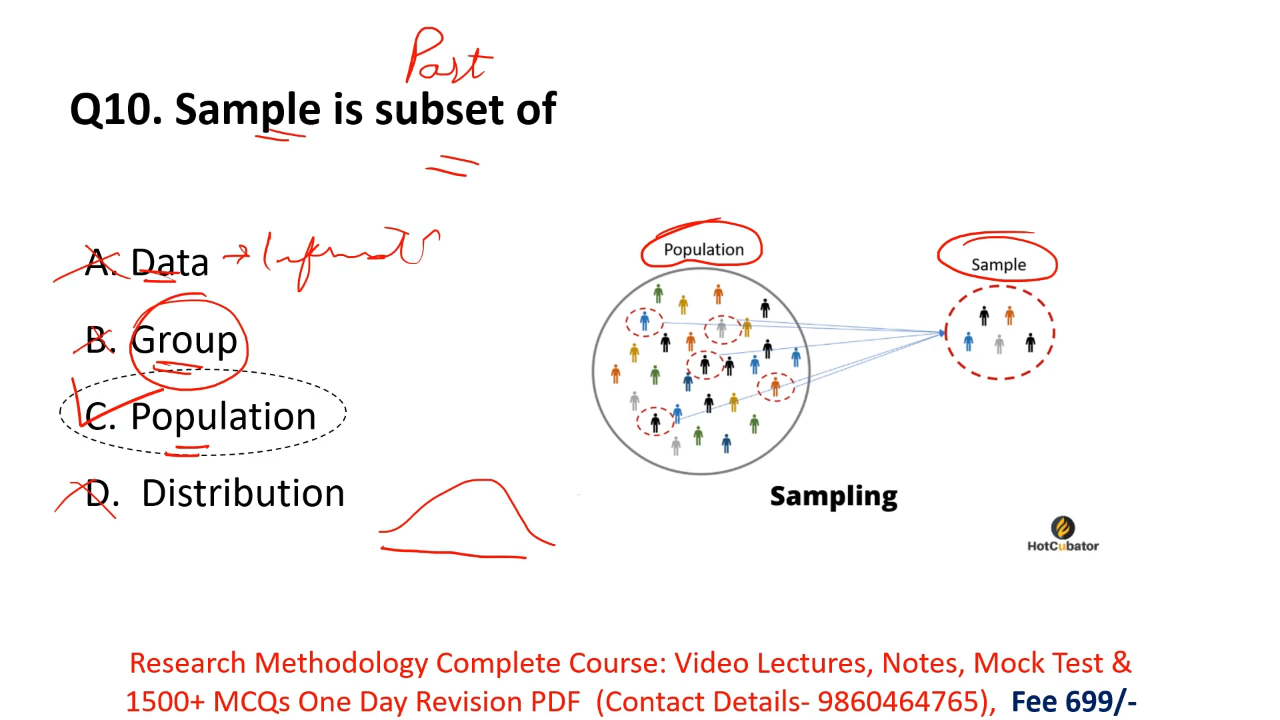 Part
Q10. Sample is subset of
A. Data
B. Group
C. Population
D. Distribution
Population
Sample
Sampling
HotCubator
Research Methodology Complete Course: Video Lectures, Notes, Mock Test &
1500+ MCQs One Day Revision PDF (Contact Details- 9860464765), Fee 699/-